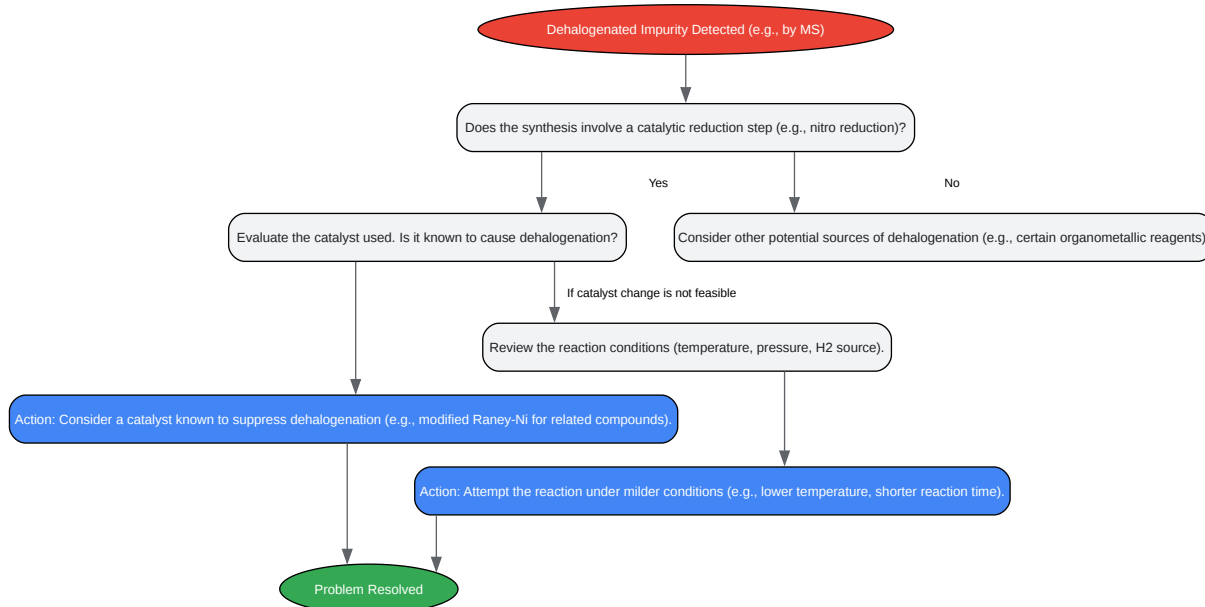 Dehalogenated Impurity Detected (e.g., by MS)
Does the synthesis involve a catalytic reduction step (e.g., nitro reduction)?
Yes
No
Evaluate the catalyst used. Is it known to cause dehalogenation?
Consider other potential sources of dehalogenation (e.g., certain organometallic reagents)
If catalyst change is not feasible
Review the reaction conditions (temperature, pressure, H2 source).
Action: Consider a catalyst known to suppress dehalogenation (e.g., modified Raney-Ni for related compounds).
Action: Attempt the reaction under milder conditions (e.g., lower temperature, shorter reaction time).
Problem Resolved